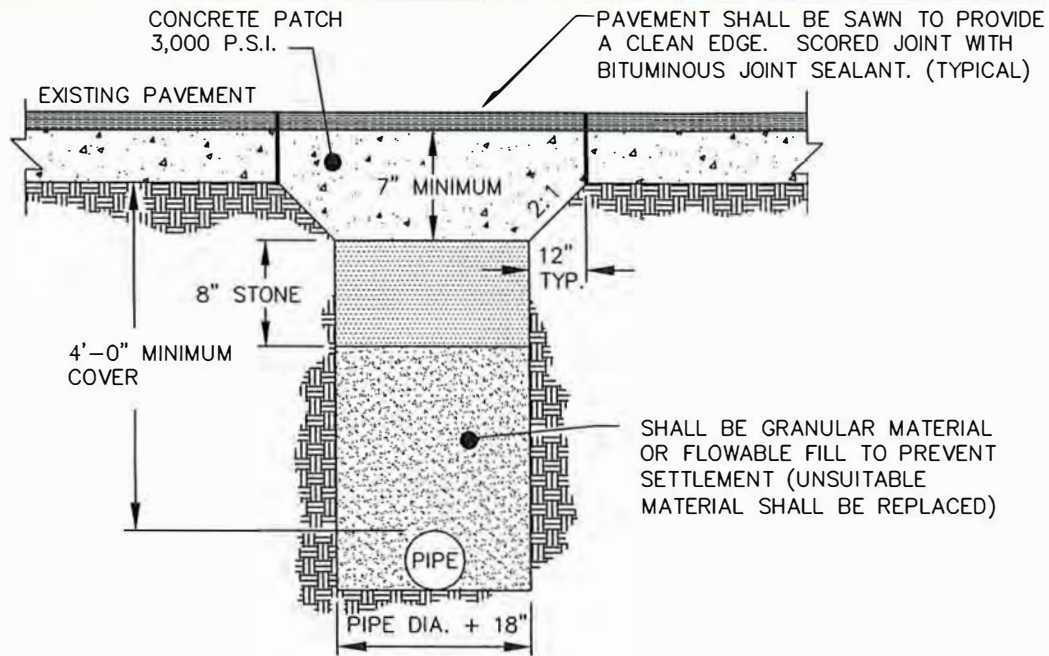 CONCRETE PATCH
3,000 P.S.I.
PAVEMENT SHALL BE SAWN TO PROVIDE
A CLEAN EDGE. SCORED JOINT WITH
BITUMINOUS JOINT SEALANT. (TYPICAL)
EXISTING PAVEMENT
7" MINIMUM
2:1
12"
TYP.
8" STONE
4'-0" MINIMUM
COVER
SHALL BE GRANULAR MATERIAL
OR FLOWABLE FILL TO PREVENT
SETTLEMENT (UNSUITABLE
MATERIAL SHALL BE REPLACED)
PIPE
PIPE DIA. + 18"